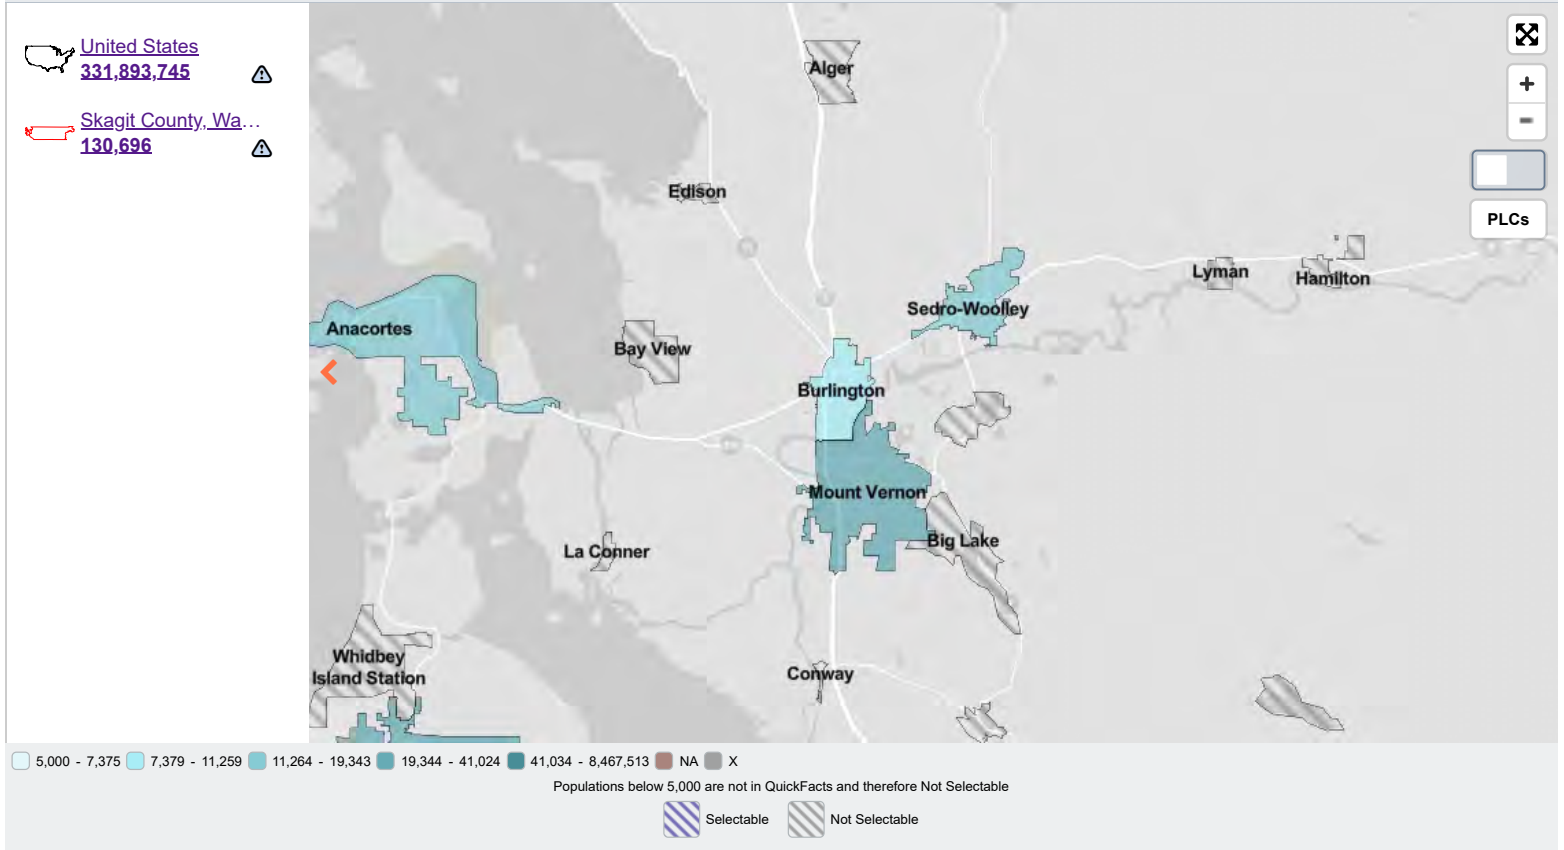 United States
331,893,745
Skagit County, Wa…
130,696
Alger
Edison
Lyman
Hamilton
Sedro-Woolley
Anacortes
Bay View
Burlington
Mount Vernon
Big Lake
La Conner
Whidbey
Island Station
Conway
+
-
PLCs
5,000 - 7,375
7,379 - 11,259
11,264 - 19,343
19,344 - 41,024
41,034 - 8,467,513
NA
X
Populations below 5,000 are not in QuickFacts and therefore Not Selectable
Selectable
Not Selectable